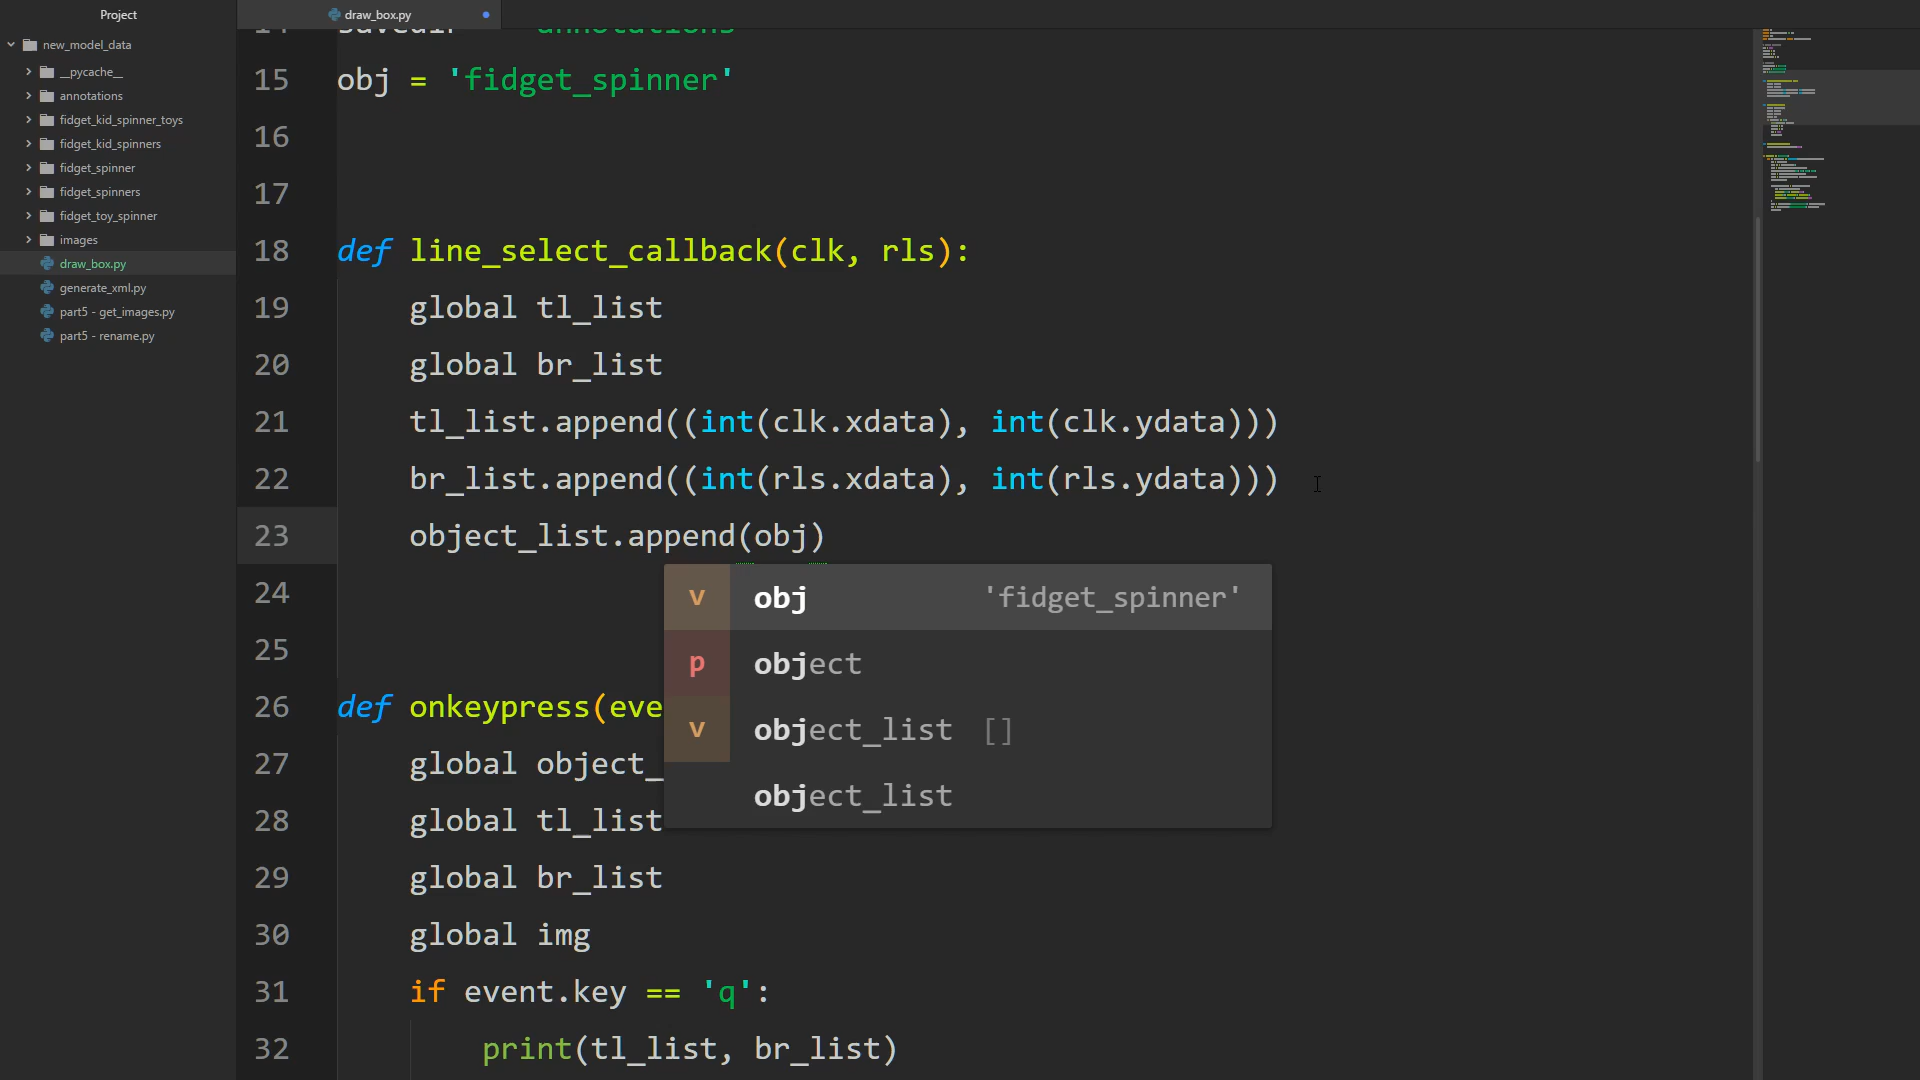 Project
draw_box.py
new_model_data
__pycache__
annotations
fidget_kid_spinner_toys
fidget_kid_spinners
fidget_spinner
fidget_spinners
fidget_toy_spinner
images
draw_box.py
generate_xml.py
part5 - get_images.py
part5 - rename.py
15 obj = 'fidget_spinner'
16
17
18 def line_select_callback(clk, rls):
19 global tl_list
20 global br_list
21 tl_list.append((int(clk.xdata), int(clk.ydata)))
22 br_list.append((int(rls.xdata), int(rls.ydata)))
23 object_list.append(obj)
v obj 'fidget_spinner'
p object
v object_list []
object_list
24
25
26 def onkeypress(eve
27 global object_
28 global tl_list
29 global br_list
30 global img
31 if event.key == 'q':
32 print(tl_list, br_list)